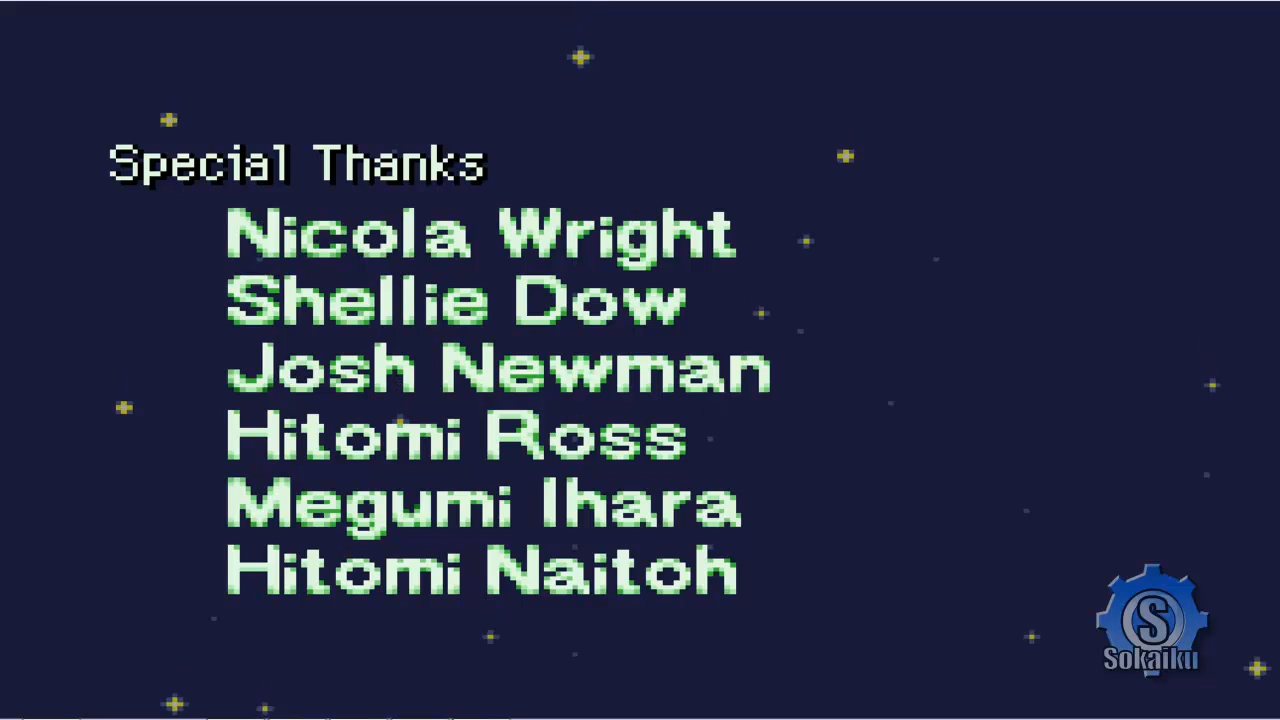 Special Thanks
Nicola Wright
Shellie Dow
Josh Newman
Hitomi Ross
Megumi Ihara
Hitomi Naitoh
S
Sokaiku